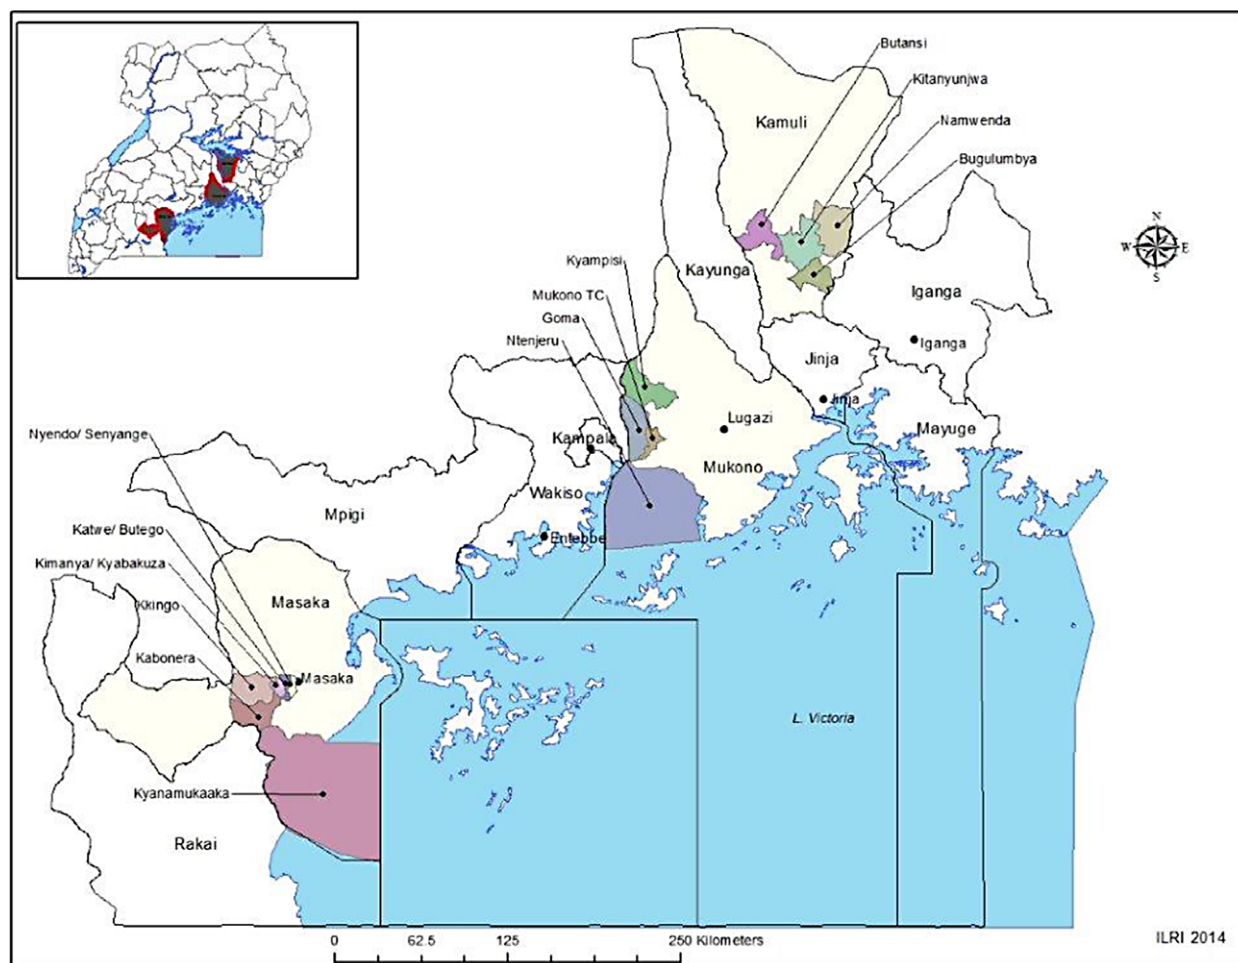 Butansi
Kitanyunjwa
Kamuli
Namwenda
Bugulumbya
N
W
E
S
Kyampisi
Kayunga
Mukono TC
Iganga
Goma
Ntenjeru
Iganga
Jinja
Jinja
Lugazi
Mayuge
Nyendo/ Senyange
Kampala
Mukono
Wakiso
Mpigi
Katwe/ Butego
Entebbe
Kimanya/ Kyabakuza
Masaka
Kkingo
Kabonera
Masaka
L. Victoria
Kyanamukaaka
Rakai
0 62.5 125 250 Kilometers
ILRI 2014